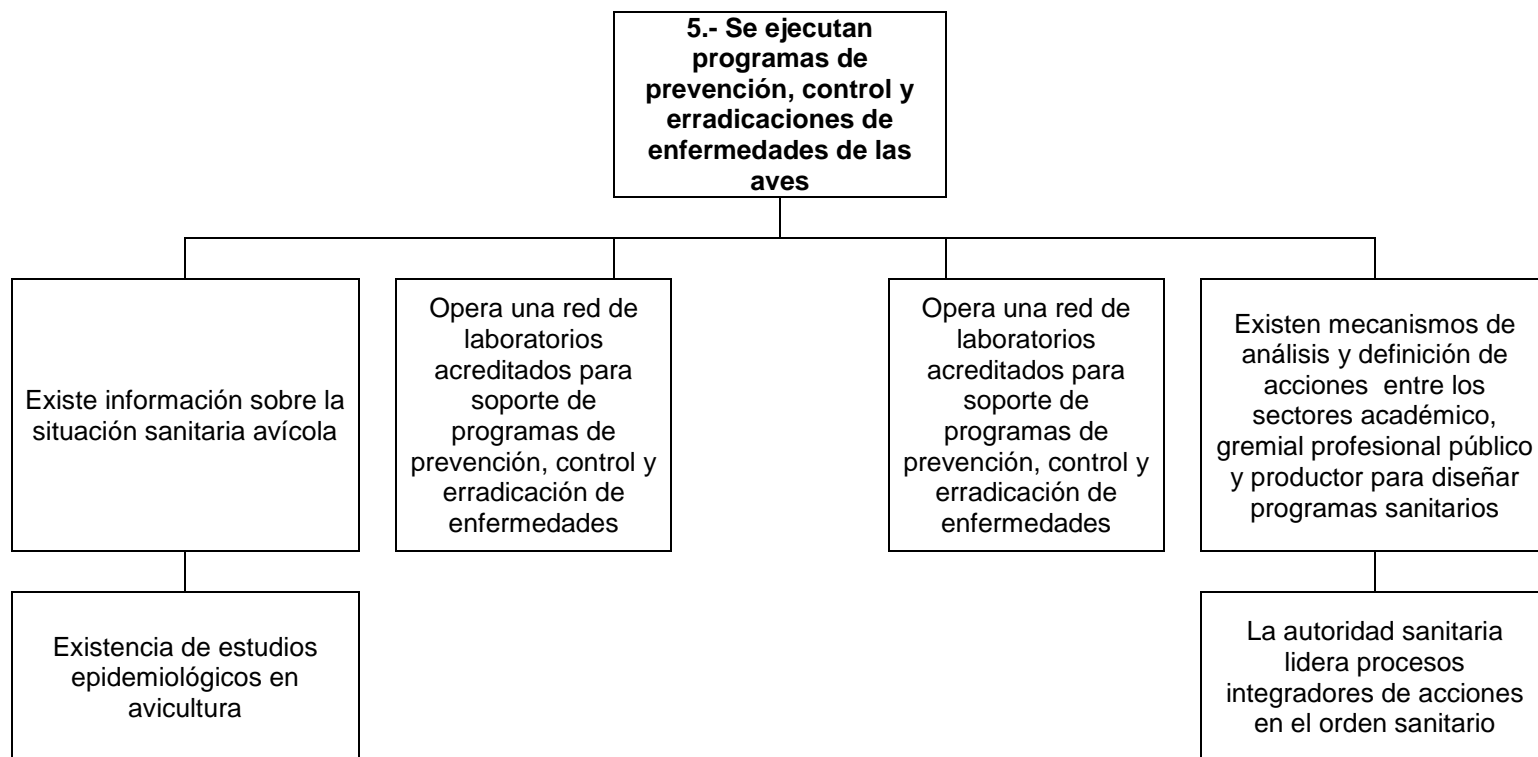 5.- Se ejecutan
programas de
prevención, control y
erradicaciones de
enfermedades de las
aves
Existe información sobre la
situación sanitaria avícola
Opera una red de
laboratorios
acreditados para
soporte de
programas de
prevención, control y
erradicación de
enfermedades
Opera una red de
laboratorios
acreditados para
soporte de
programas de
prevención, control y
erradicación de
enfermedades
Existen mecanismos de
análisis y definición de
acciones  entre los
sectores académico,
gremial profesional público
y productor para diseñar
programas sanitarios
Existencia de estudios
epidemiológicos en
avicultura
La autoridad sanitaria
lidera procesos
integradores de acciones
en el orden sanitario